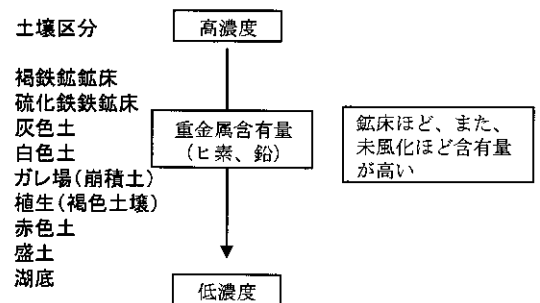 土壌区分
高濃度
褐鉄鉱鉱床
硫化鉄鉄鉱床
灰色土
白色土
ガレ場(崩積土)
植生(褐色土壌)
赤色土
盛土
湖底
重金属含有量
(ヒ素、鉛)
鉱床ほど、また、
未風化ほど含有量
が高い
低濃度